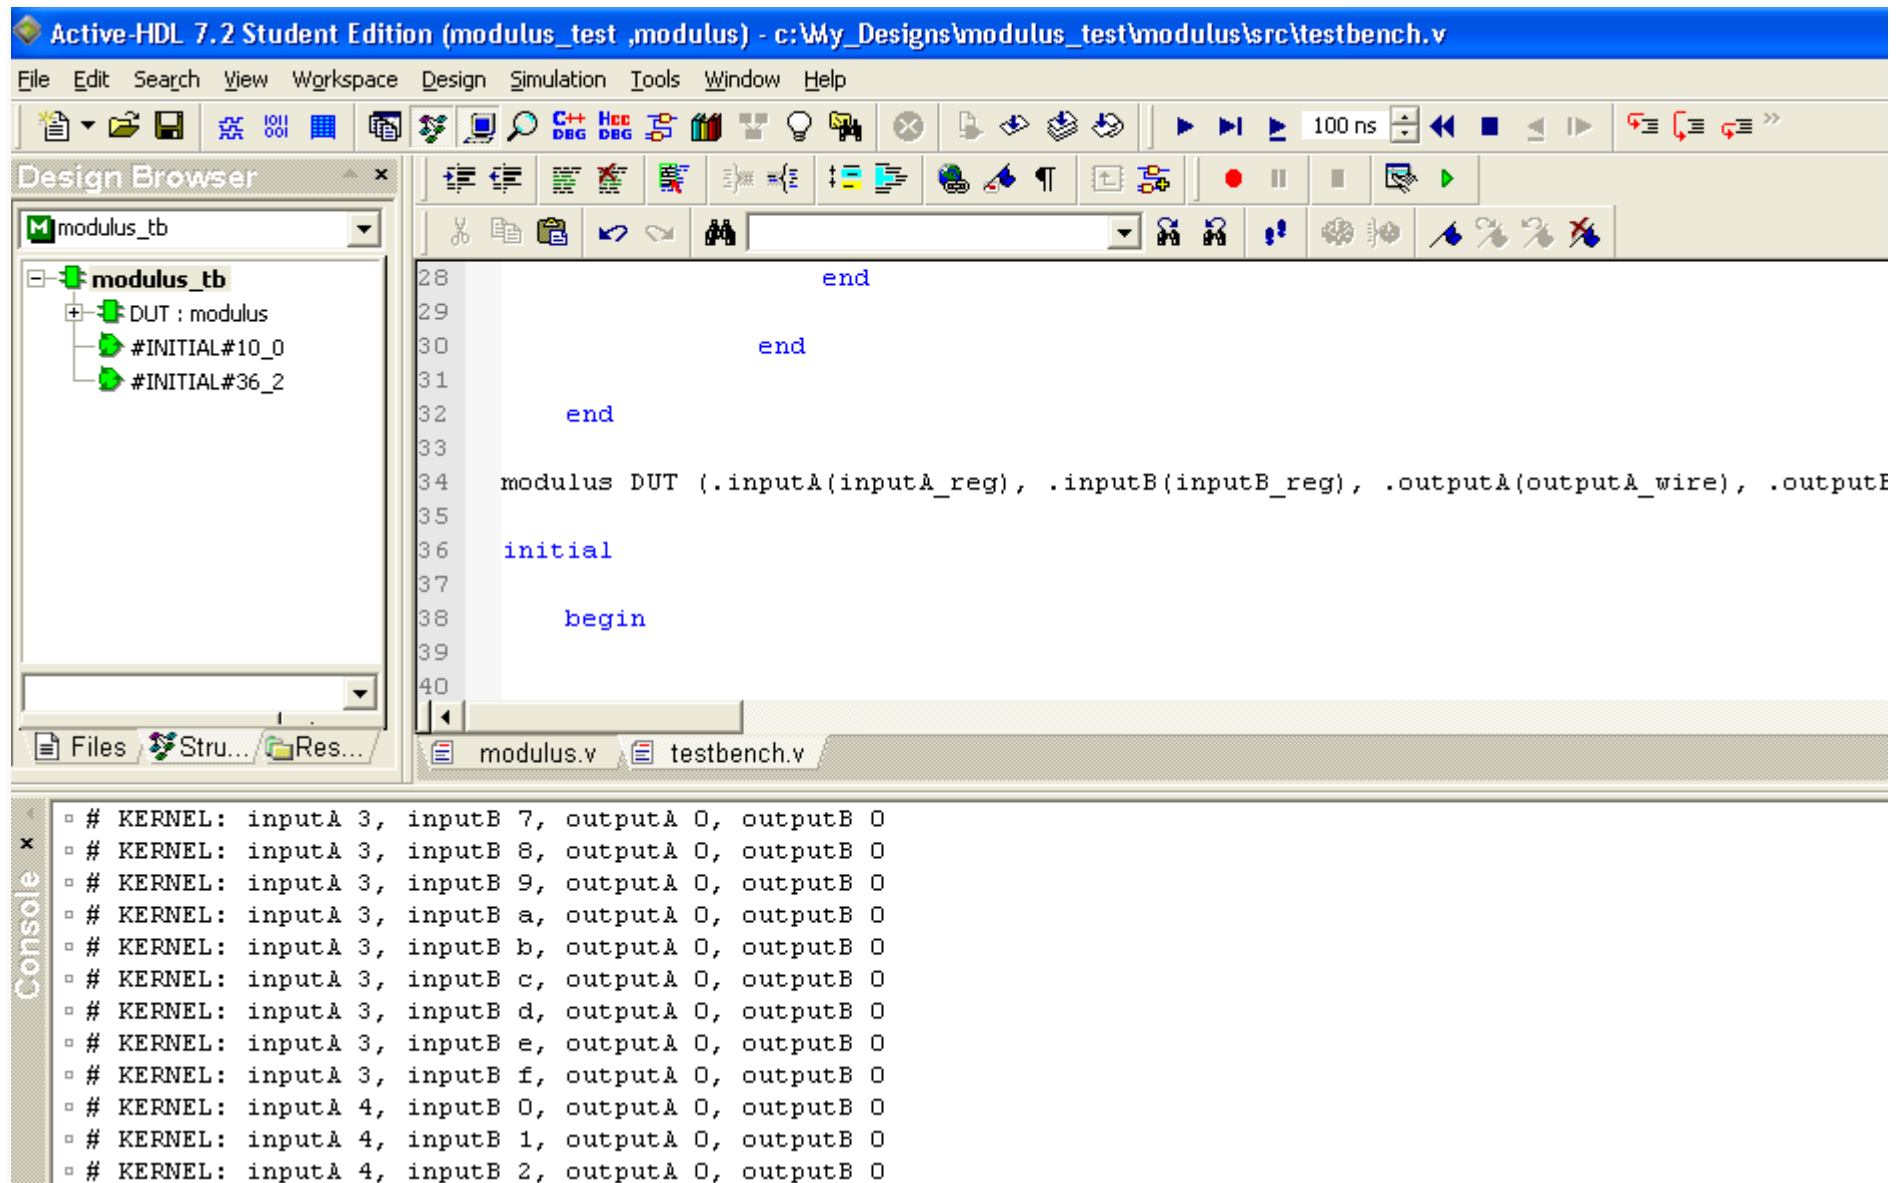 Active-HDL 7.2 Student Edition (modulus_test ,modulus) - c:\My_Designs\modulus_test\modulus\src\testbench.v
File Edit Search View Workspace Design Simulation Tools Window Help
C++ DBG HCC DBG 100 ns
Design Browser
modulus_tb
modulus_tb
DUT : modulus
#INITIAL#10_0
#INITIAL#36_2
Files Stru... Res...
28 end
29
30 end
31
32 end
33
34 modulus DUT (.inputA(inputA_reg), .inputB(inputB_reg), .outputA(outputA_wire), .outputB
35
36 initial
37
38 begin
39
40
modulus.v testbench.v
Console
# KERNEL: inputA 3, inputB 7, outputA 0, outputB 0
# KERNEL: inputA 3, inputB 8, outputA 0, outputB 0
# KERNEL: inputA 3, inputB 9, outputA 0, outputB 0
# KERNEL: inputA 3, inputB a, outputA 0, outputB 0
# KERNEL: inputA 3, inputB b, outputA 0, outputB 0
# KERNEL: inputA 3, inputB c, outputA 0, outputB 0
# KERNEL: inputA 3, inputB d, outputA 0, outputB 0
# KERNEL: inputA 3, inputB e, outputA 0, outputB 0
# KERNEL: inputA 3, inputB f, outputA 0, outputB 0
# KERNEL: inputA 4, inputB 0, outputA 0, outputB 0
# KERNEL: inputA 4, inputB 1, outputA 0, outputB 0
# KERNEL: inputA 4, inputB 2, outputA 0, outputB 0